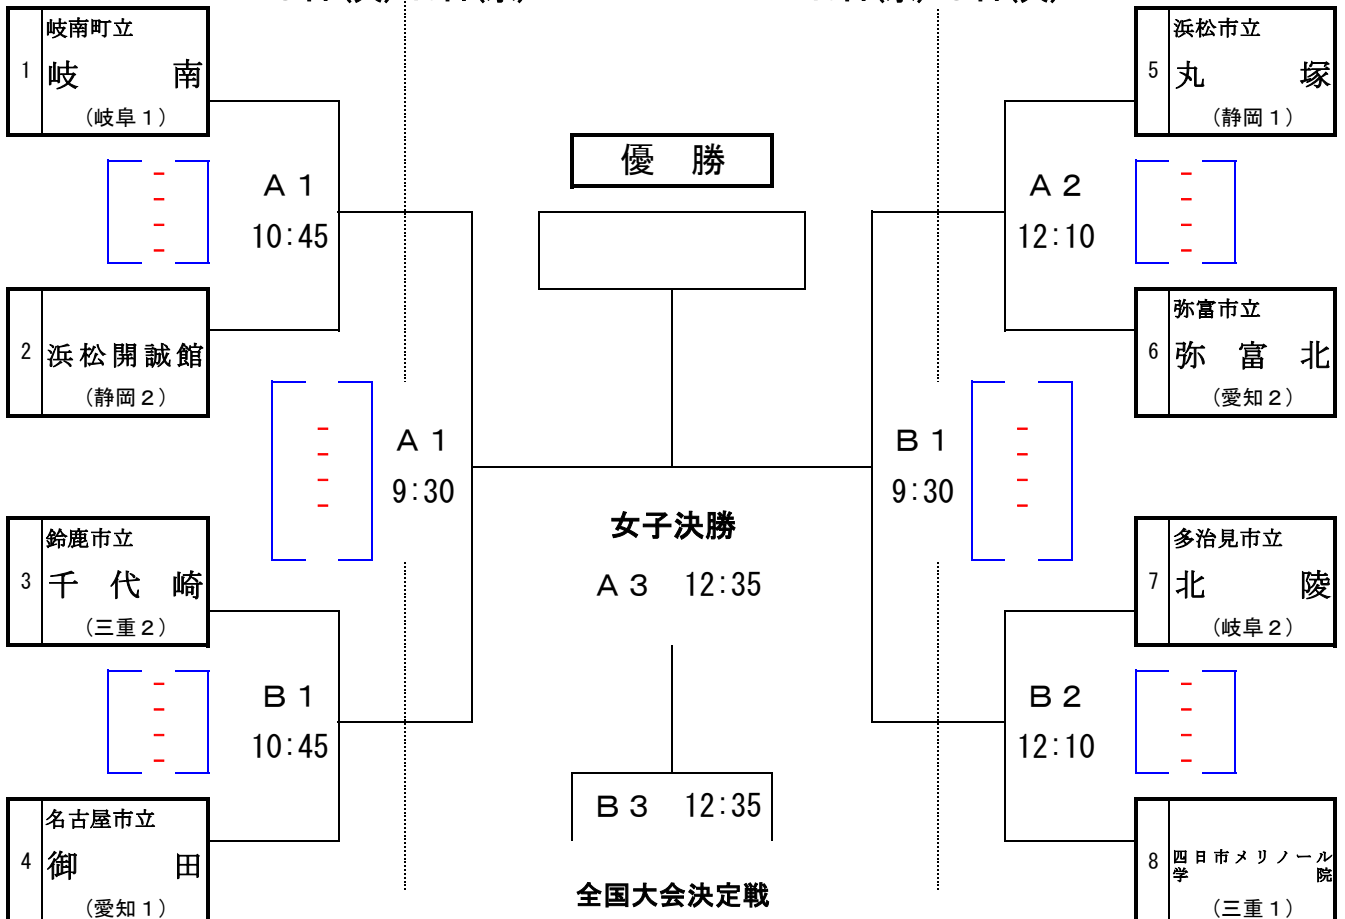 岐南町立
1 岐南
（岐阜１）
Ａ１
10:45
2 浜松開誠館
（静岡２）
Ａ１
9:30
鈴鹿市立
3 千代崎
（三重２）
Ｂ１
10:45
名古屋市立
4 御田
（愛知１）
優勝
女子決勝
Ａ３ 12:35
Ｂ３ 12:35
全国大会決定戦
浜松市立
5 丸塚
（静岡１）
Ａ２
12:10
弥富市立
6 弥富北
（愛知２）
Ｂ１
9:30
多治見市立
7 北陵
（岐阜２）
Ｂ２
12:10
8 四日市メリノール
学院
（三重１）